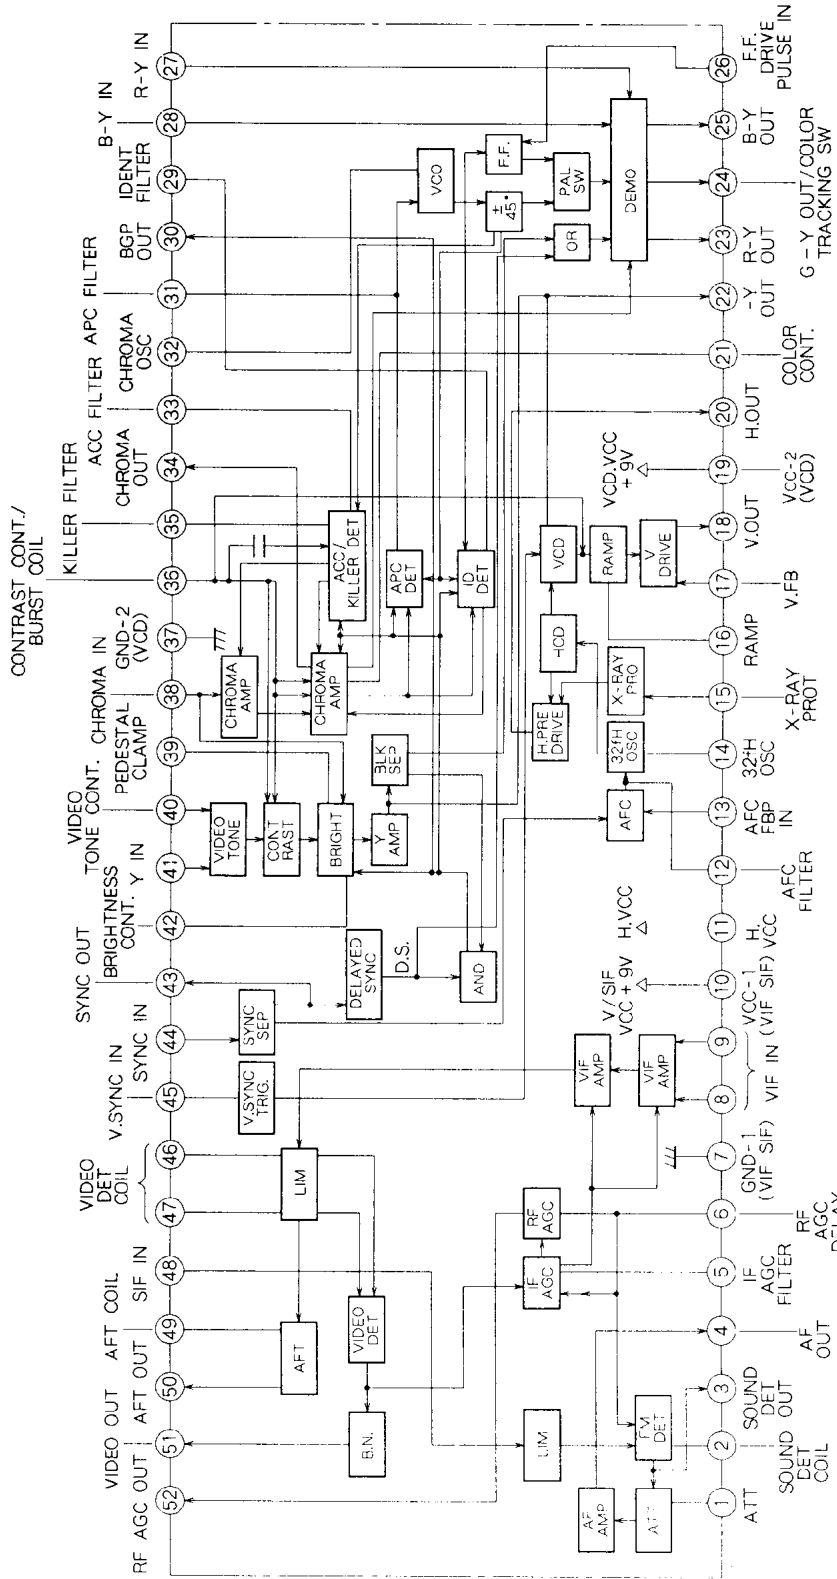 R-Y IN
27
B-Y IN
28
IDENT
FILTER
29
BGP
OUT
30
APC FILTER
31
CHROMA
OSC
32
ACC FILTER
33
CHROMA
OUT
34
KILLER FILTER
35
CONTRAST CONT./
BURST COIL
36
GND-2
(VCD)
37
CHROMA IN
38
PEDESTAL
CLAMP
39
VIDEO
TONE CONT.
40
Y IN
41
BRIGHTNESS
CONT.
42
SYNC OUT
43
SYNC IN
44
V.SYNC IN
45
VIDEO
DET
COIL
46
47
SIF IN
48
AFT COIL
49
AFT OUT
50
VIDEO OUT
51
RF AGC OUT
52
VCO
F.F.
±
45°
PAL
SW
OR
DEMO
ACC/
KILLER DET
APC
DET
ID
DET
CHROMA
AMP
CHROMA
AMP
VIDEO
TONE
CONT
RAST
BRIGHT
Y
AMP
BLK
SEP
DELAYED
SYNC
D.S.
AND
SYNC
SEP
V.SYNC
TRIG.
VCD
RAMP
V
DRIVE
HCD
H.PRE
DRIVE
X-RAY
PRO
32fH
OSC
AFC
VCD.VCC
+9V
H.VCC
V/SIF
VCC +9V
VIF
AMP
VIF
AMP
LIM
AFT
VIDEO
DET
B.N.
RF
AGC
IF
AGC
LIM
FM
DET
AF
AMP
ATT
26
F.F.
DRIVE
PULSE IN
25
B-Y
OUT
24
G-Y OUT/COLOR
TRACKING SW
23
R-Y
OUT
22
-Y
OUT
21
COLOR
CONT.
20
H.OUT
19
VCC-2
(VCD)
18
V.OUT
17
V.FB
16
RAMP
15
X-RAY
PROT
14
32fH
OSC
13
AFC
FBP
IN
12
AFC
FILTER
11
H.
VCC
10
VCC-1
(VIF SIF)
9
8
VIF IN
7
GND-1
(VIF SIF)
6
RF
AGC
DELAY
5
IF
AGC
FILTER
4
AF
OUT
3
SOUND
DET
OUT
2
SOUND
DET
COIL
1
ATT